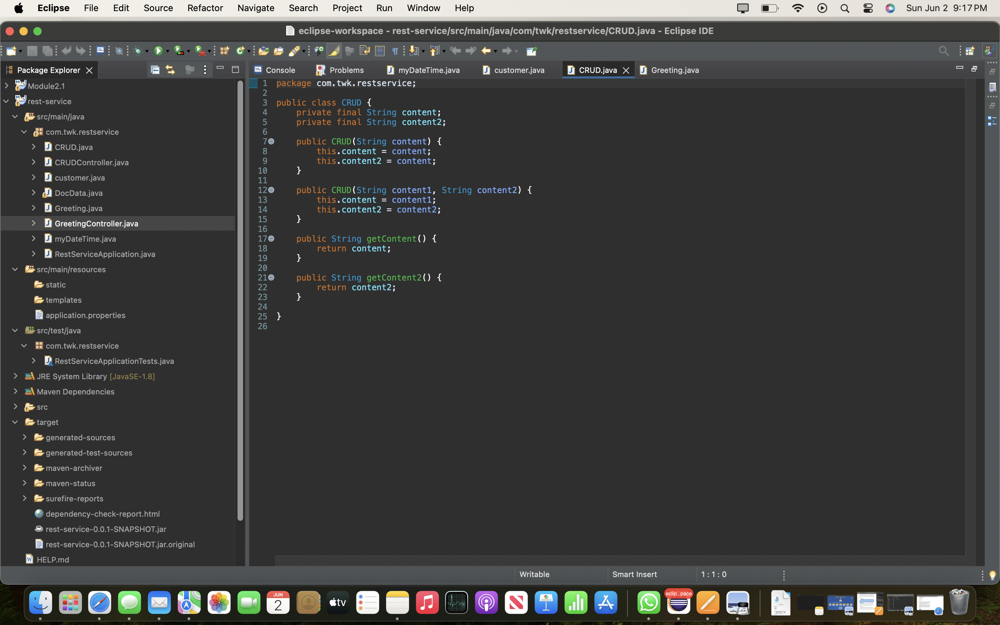 Eclipse File Edit Source Refactor Navigate Search Project Run Window Help Sun Jun 2 9:17 PM
eclipse-workspace - rest-service/src/main/java/com/twk/restservice/CRUD.java - Eclipse IDE
Package Explorer
Console Problems myDateTime.java customer.java CRUD.java Greeting.java
Module2.1
rest-service
src/main/java
com.twk.restservice
CRUD.java
CRUDController.java
customer.java
DocData.java
Greeting.java
GreetingController.java
myDateTime.java
RestServiceApplication.java
src/main/resources
static
templates
application.properties
src/test/java
com.twk.restservice
RestServiceApplicationTests.java
JRE System Library [JavaSE-1.8]
Maven Dependencies
src
target
generated-sources
generated-test-sources
maven-archiver
maven-status
surefire-reports
dependency-check-report.html
rest-service-0.0.1-SNAPSHOT.jar
rest-service-0.0.1-SNAPSHOT.jar.original
HELP.md
1 package com.twk.restservice;
2
3 public class CRUD {
4 private final String content;
5 private final String content2;
6
7 public CRUD(String content) {
8 this.content = content;
9 this.content2 = content;
10 }
11
12 public CRUD(String content1, String content2) {
13 this.content = content1;
14 this.content2 = content2;
15 }
16
17 public String getContent() {
18 return content;
19 }
20
21 public String getContent2() {
22 return content2;
23 }
24
25 }
26
Writable Smart Insert 1 : 1 : 0
JUN
2
tv
eclip...pace
DOCX